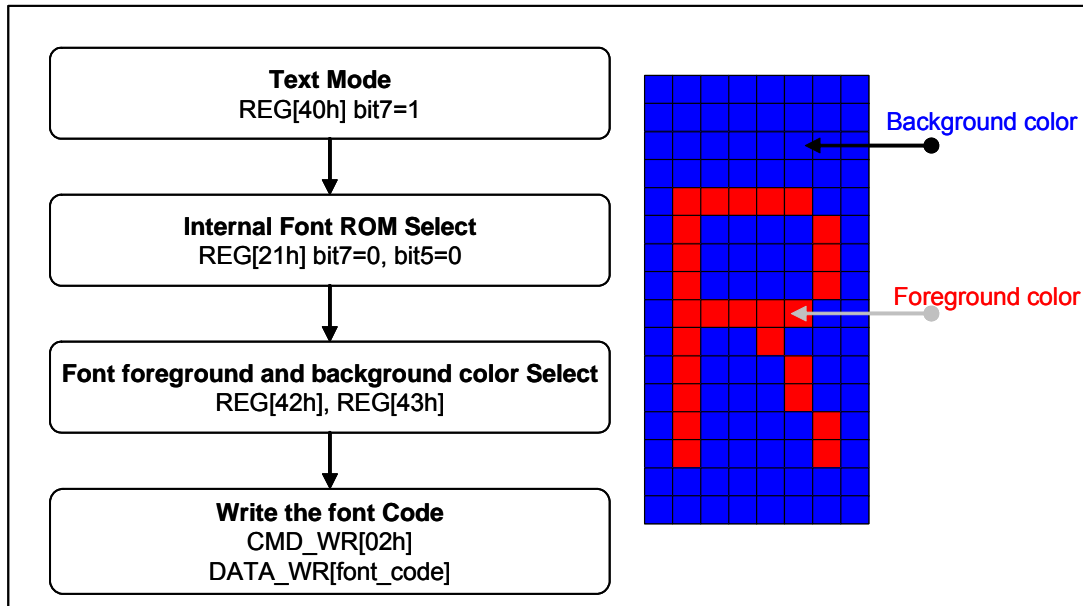 Text Mode
REG[40h] bit7=1
Internal Font ROM Select
REG[21h] bit7=0, bit5=0
Font foreground and background color Select
REG[42h], REG[43h]
Write the font Code
CMD_WR[02h]
DATA_WR[font_code]
Background color
Foreground color